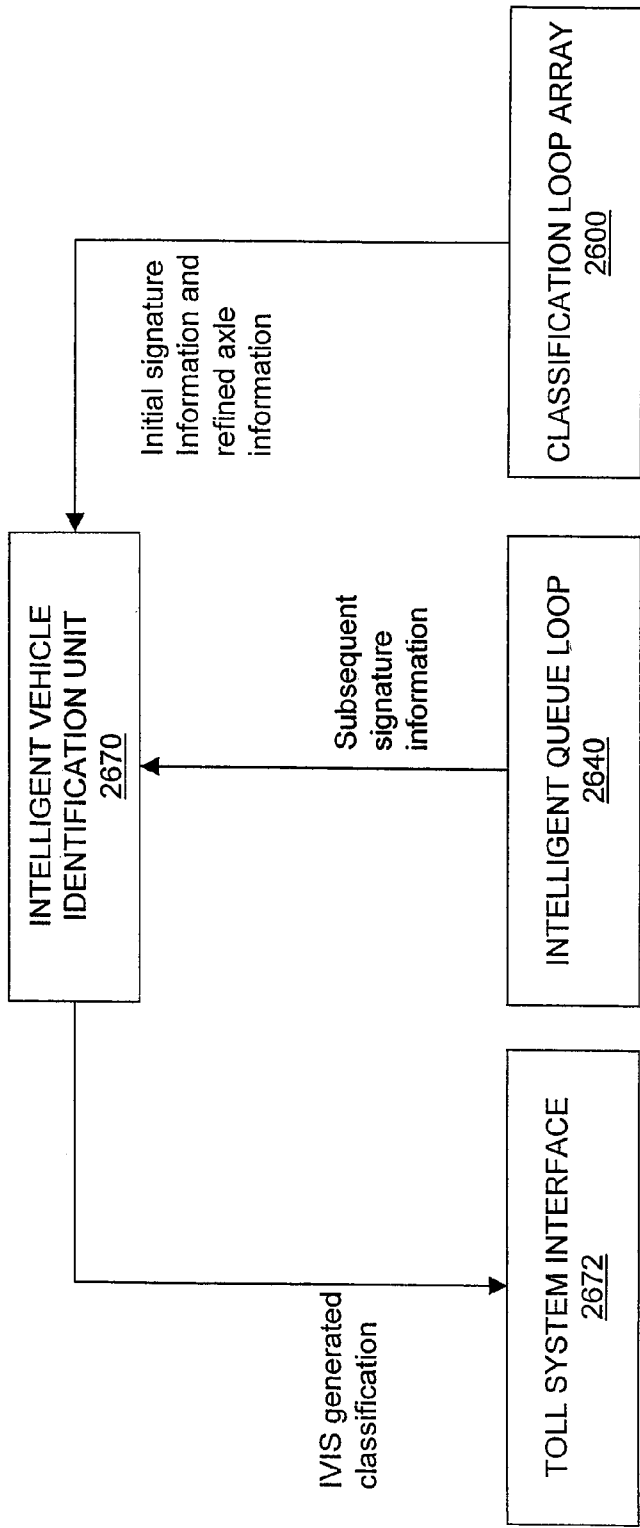 INTELLIGENT VEHICLE
IDENTIFICATION UNIT
2670
Initial signature
Information and
refined axle
information
Subsequent
signature
information
IVIS generated
classification
TOLL SYSTEM INTERFACE
2672
INTELLIGENT QUEUE LOOP
2640
CLASSIFICATION LOOP ARRAY
2600